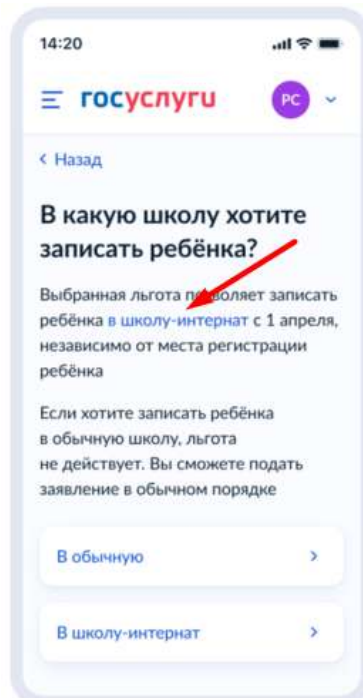 14:20
госуслуги
РС
Назад
В какую школу хотите
записать ребёнка?
Выбранная льгота позволяет записать
ребёнка в школу-интернат с 1 апреля,
независимо от места регистрации
ребёнка
Если хотите записать ребёнка
в обычную школу, льгота
не действует. Вы сможете подать
заявление в обычном порядке
В обычную
В школу-интернат